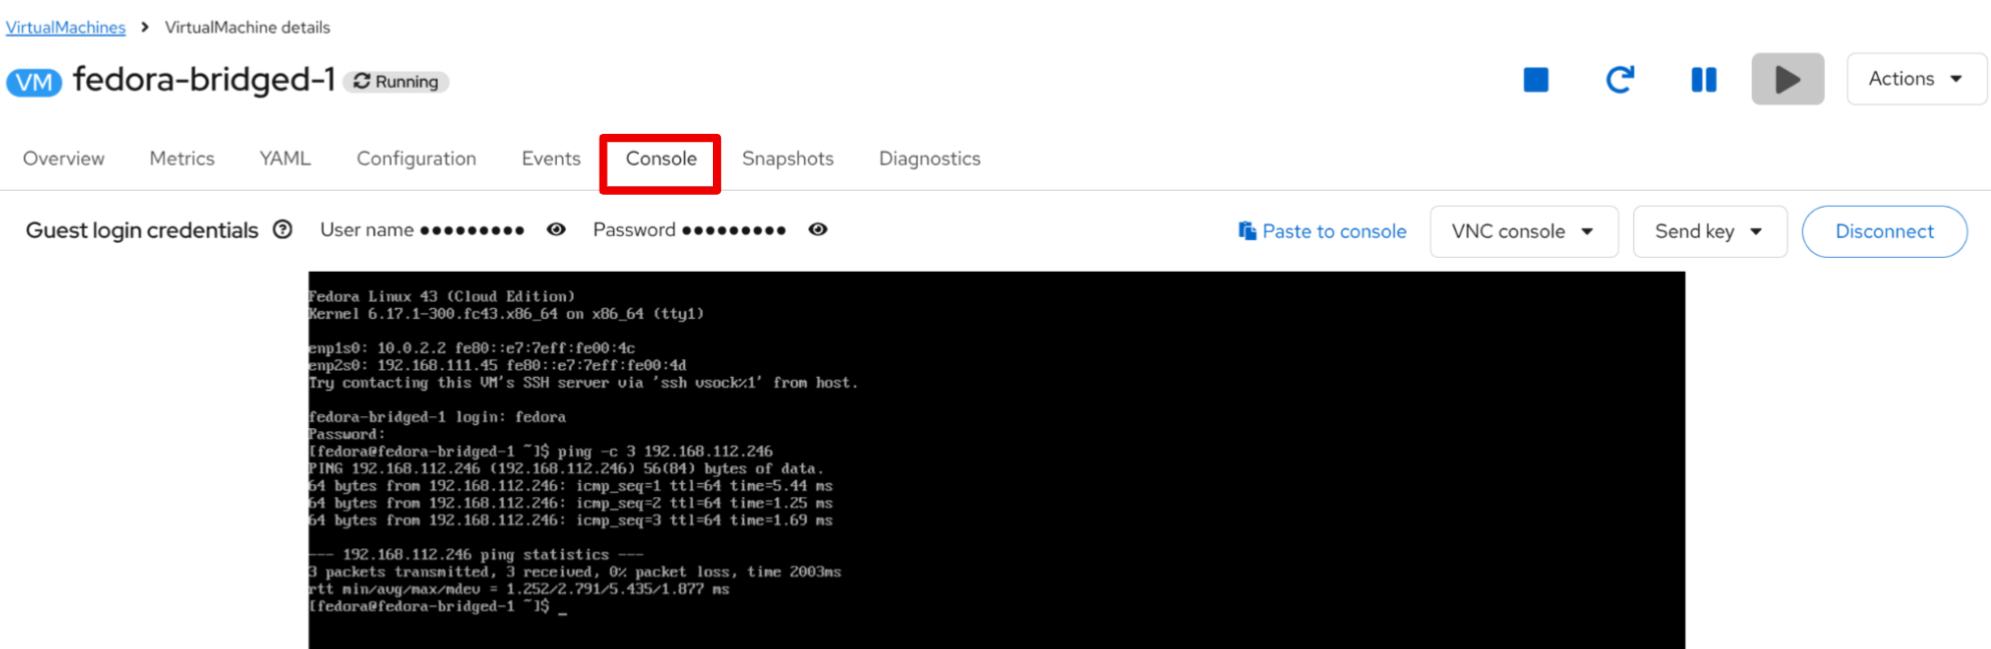 VirtualMachines > VirtualMachine details
VM fedora-bridged-1 Running
Actions
Overview Metrics YAML Configuration Events Console Snapshots Diagnostics
Guest login credentials User name ••••••••• Password ••••••••• Paste to console VNC console Send key Disconnect
Fedora Linux 43 (Cloud Edition)
Kernel 6.17.1-300.fc43.x86_64 on x86_64 (tty1)
enp1s0: 10.0.2.2 fe80::e7:7eff:fe00:4c
enp2s0: 192.168.111.45 fe80::e7:7eff:fe00:4d
Try contacting this VM's SSH server via 'ssh vsock%1' from host.
fedora-bridged-1 login: fedora
Password:
[fedora@fedora-bridged-1 ~]$ ping -c 3 192.168.112.246
PING 192.168.112.246 (192.168.112.246) 56(84) bytes of data.
64 bytes from 192.168.112.246: icmp_seq=1 ttl=64 time=5.44 ms
64 bytes from 192.168.112.246: icmp_seq=2 ttl=64 time=1.25 ms
64 bytes from 192.168.112.246: icmp_seq=3 ttl=64 time=1.69 ms
--- 192.168.112.246 ping statistics ---
3 packets transmitted, 3 received, 0% packet loss, time 2003ms
rtt min/avg/max/mdev = 1.252/2.791/5.435/1.877 ms
[fedora@fedora-bridged-1 ~]$ _